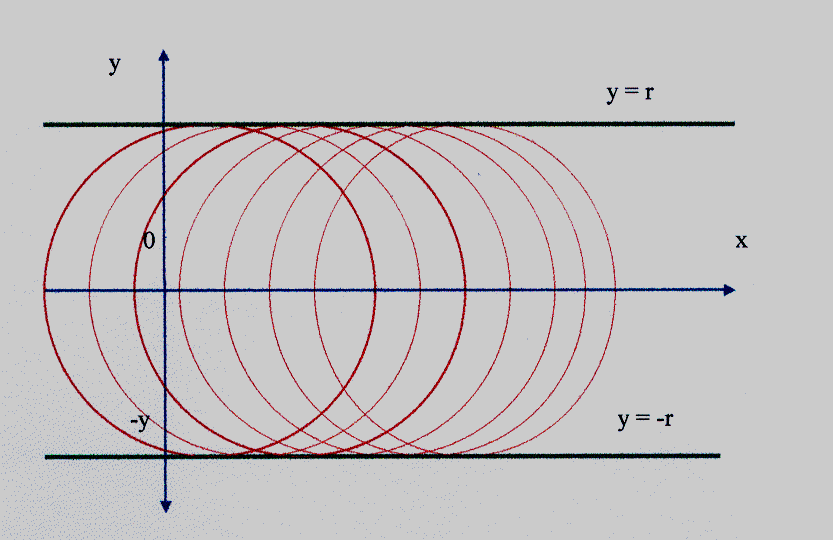 y
y = r
0
x
-y
y = -r